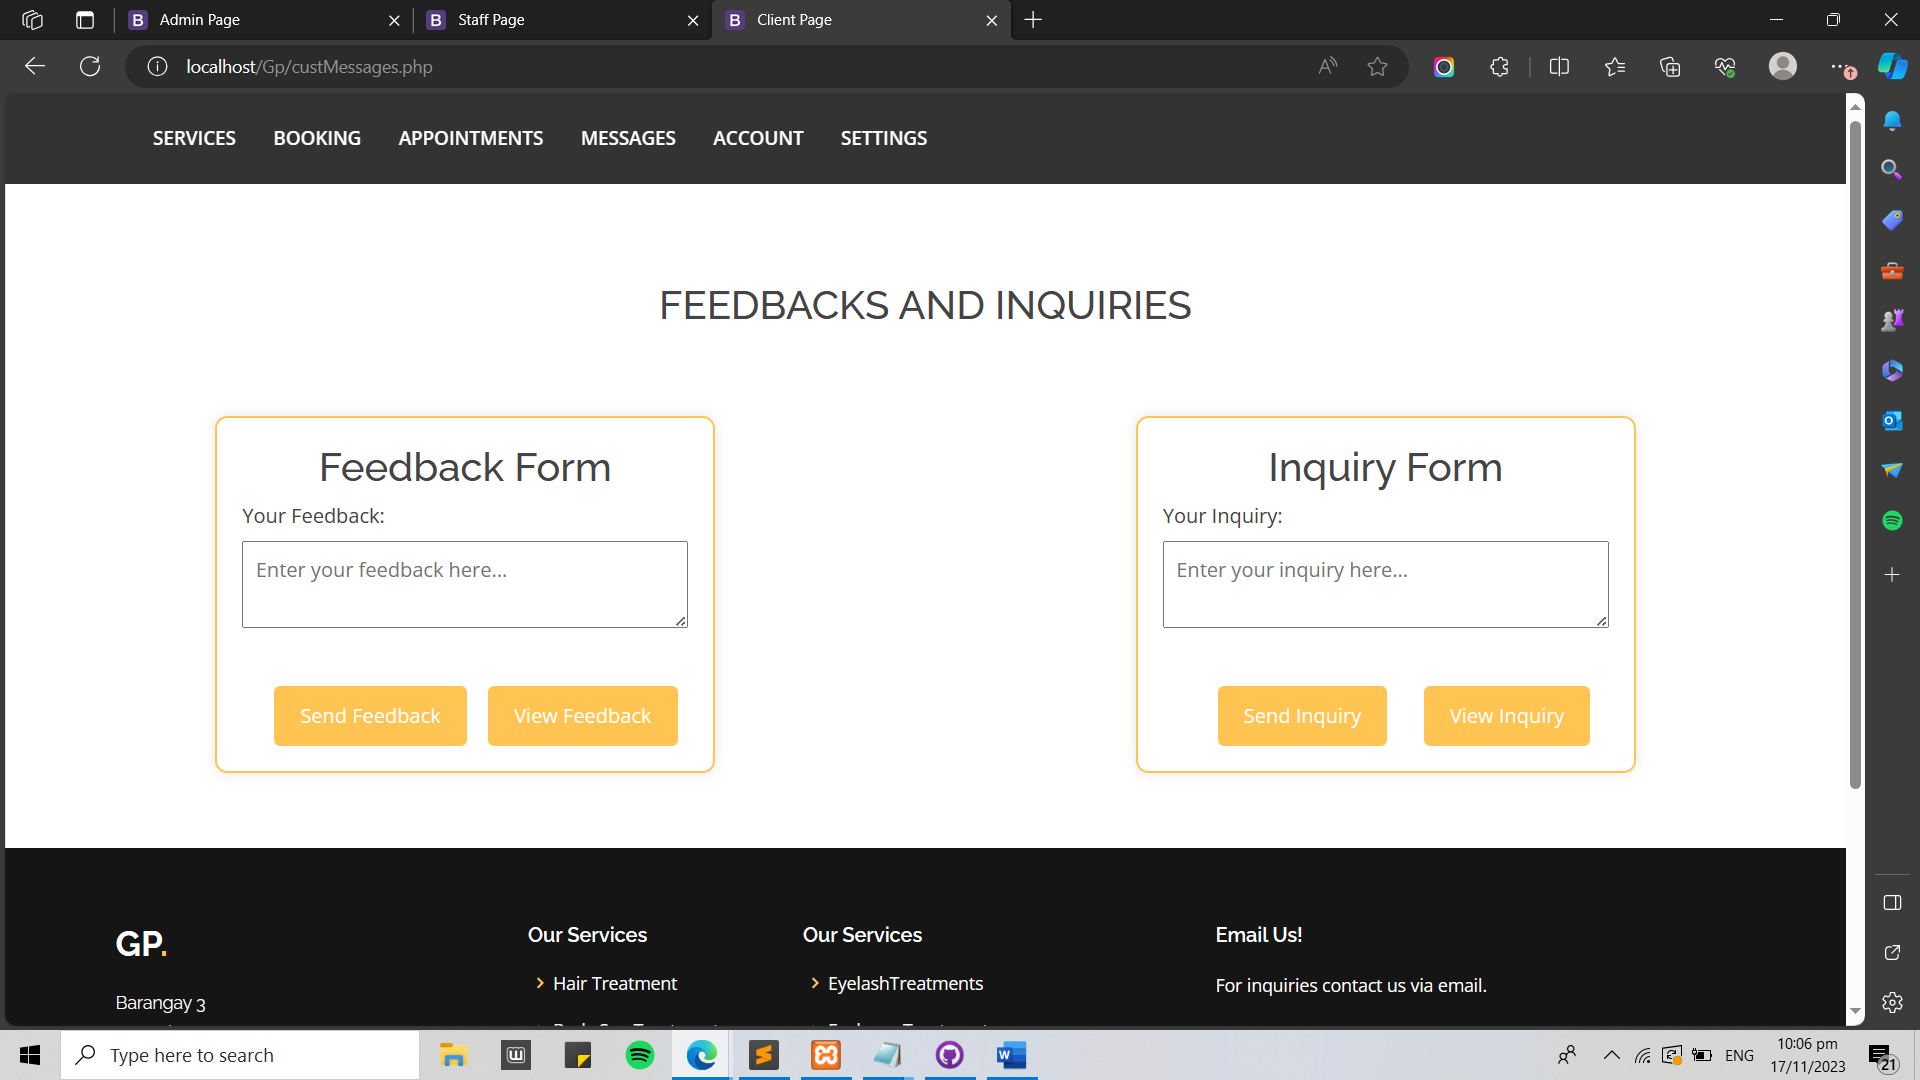 Admin Page
Staff Page
Client Page
localhost/Gp/custMessages.php
SERVICES BOOKING APPOINTMENTS MESSAGES ACCOUNT SETTINGS
FEEDBACKS AND INQUIRIES
Feedback Form
Your Feedback:
Enter your feedback here...
Send Feedback View Feedback
Inquiry Form
Your Inquiry:
Enter your inquiry here...
Send Inquiry View Inquiry
GP.
Barangay 3
Our Services
Hair Treatment
Our Services
EyelashTreatments
Email Us!
For inquiries contact us via email.
Type here to search
ENG
10:06 pm
17/11/2023
21